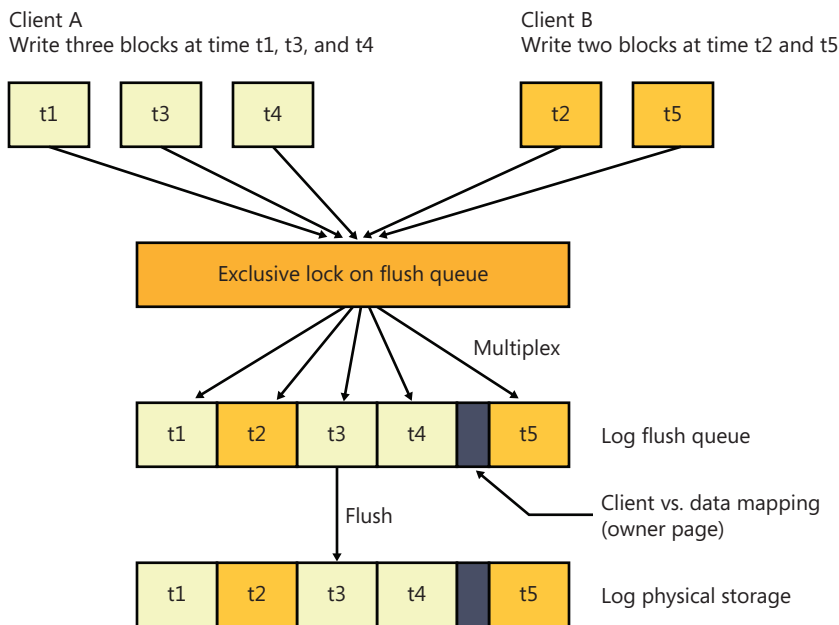 Client A
Write three blocks at time t1, t3, and t4
Client B
Write two blocks at time t2 and t5
t1
t3
t4
t2
t5
Exclusive lock on flush queue
Multiplex
t1
t2
t3
t4
t5
Log flush queue
Client vs. data mapping
(owner page)
Flush
t1
t2
t3
t4
t5
Log physical storage